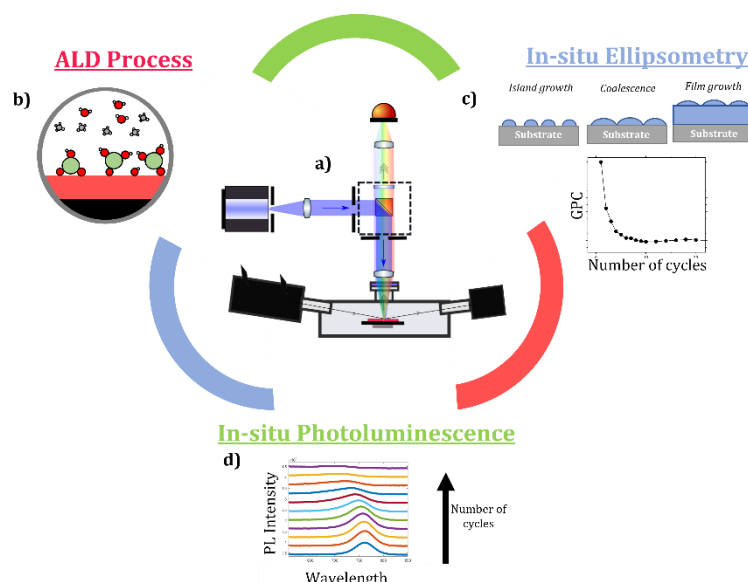 ALD Process
b)
a)
In-situ Ellipsometry
c)
Island growth
Coalescence
Film growth
Substrate
Substrate
Substrate
GPC
Number of cycles
In-situ Photoluminescence
d)
PL Intensity
Wavelength
Number of
cycles